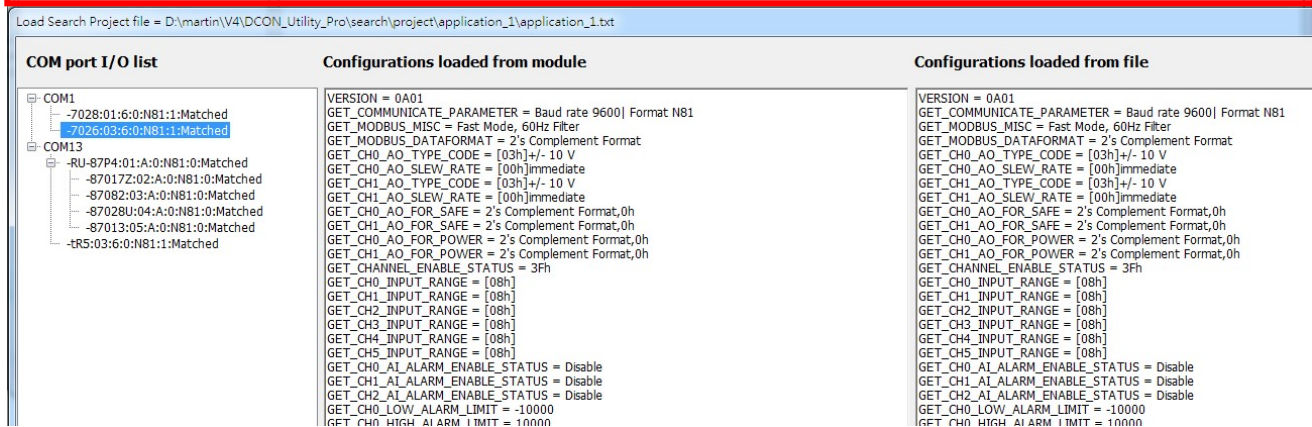 Load Search Project file = D:\martin\V4\DCON_Utility_Pro\search\project\application_1\application_1.txt
COM port I/O list
COM1
-7028:01:6:0:N81:1:Matched
-7026:03:6:0:N81:1:Matched
COM13
-RU-87P4:01:A:0:N81:0:Matched
-87017Z:02:A:0:N81:0:Matched
-87082:03:A:0:N81:0:Matched
-87028U:04:A:0:N81:0:Matched
-87013:05:A:0:N81:0:Matched
-tR5:03:6:0:N81:1:Matched
Configurations loaded from module
VERSION = 0A01
GET_COMMUNICATE_PARAMETER = Baud rate 9600| Format N81
GET_MODBUS_MISC = Fast Mode, 60Hz Filter
GET_MODBUS_DATAFORMAT = 2's Complement Format
GET_CH0_AO_TYPE_CODE = [03h]+/- 10 V
GET_CH0_AO_SLEW_RATE = [00h]immediate
GET_CH1_AO_TYPE_CODE = [03h]+/- 10 V
GET_CH1_AO_SLEW_RATE = [00h]immediate
GET_CH0_AO_FOR_SAFE = 2's Complement Format,0h
GET_CH1_AO_FOR_SAFE = 2's Complement Format,0h
GET_CH0_AO_FOR_POWER = 2's Complement Format,0h
GET_CH1_AO_FOR_POWER = 2's Complement Format,0h
GET_CHANNEL_ENABLE_STATUS = 3Fh
GET_CH0_INPUT_RANGE = [08h]
GET_CH1_INPUT_RANGE = [08h]
GET_CH2_INPUT_RANGE = [08h]
GET_CH3_INPUT_RANGE = [08h]
GET_CH4_INPUT_RANGE = [08h]
GET_CH5_INPUT_RANGE = [08h]
GET_CH0_AI_ALARM_ENABLE_STATUS = Disable
GET_CH1_AI_ALARM_ENABLE_STATUS = Disable
GET_CH2_AI_ALARM_ENABLE_STATUS = Disable
GET_CH0_LOW_ALARM_LIMIT = -10000
GET_CH0_HIGH_ALARM_LIMIT = 10000
Configurations loaded from file
VERSION = 0A01
GET_COMMUNICATE_PARAMETER = Baud rate 9600| Format N81
GET_MODBUS_MISC = Fast Mode, 60Hz Filter
GET_MODBUS_DATAFORMAT = 2's Complement Format
GET_CH0_AO_TYPE_CODE = [03h]+/- 10 V
GET_CH0_AO_SLEW_RATE = [00h]immediate
GET_CH1_AO_TYPE_CODE = [03h]+/- 10 V
GET_CH1_AO_SLEW_RATE = [00h]immediate
GET_CH0_AO_FOR_SAFE = 2's Complement Format,0h
GET_CH1_AO_FOR_SAFE = 2's Complement Format,0h
GET_CH0_AO_FOR_POWER = 2's Complement Format,0h
GET_CH1_AO_FOR_POWER = 2's Complement Format,0h
GET_CHANNEL_ENABLE_STATUS = 3Fh
GET_CH0_INPUT_RANGE = [08h]
GET_CH1_INPUT_RANGE = [08h]
GET_CH2_INPUT_RANGE = [08h]
GET_CH3_INPUT_RANGE = [08h]
GET_CH4_INPUT_RANGE = [08h]
GET_CH5_INPUT_RANGE = [08h]
GET_CH0_AI_ALARM_ENABLE_STATUS = Disable
GET_CH1_AI_ALARM_ENABLE_STATUS = Disable
GET_CH2_AI_ALARM_ENABLE_STATUS = Disable
GET_CH0_LOW_ALARM_LIMIT = -10000
GET_CH0_HIGH_ALARM_LIMIT = 10000